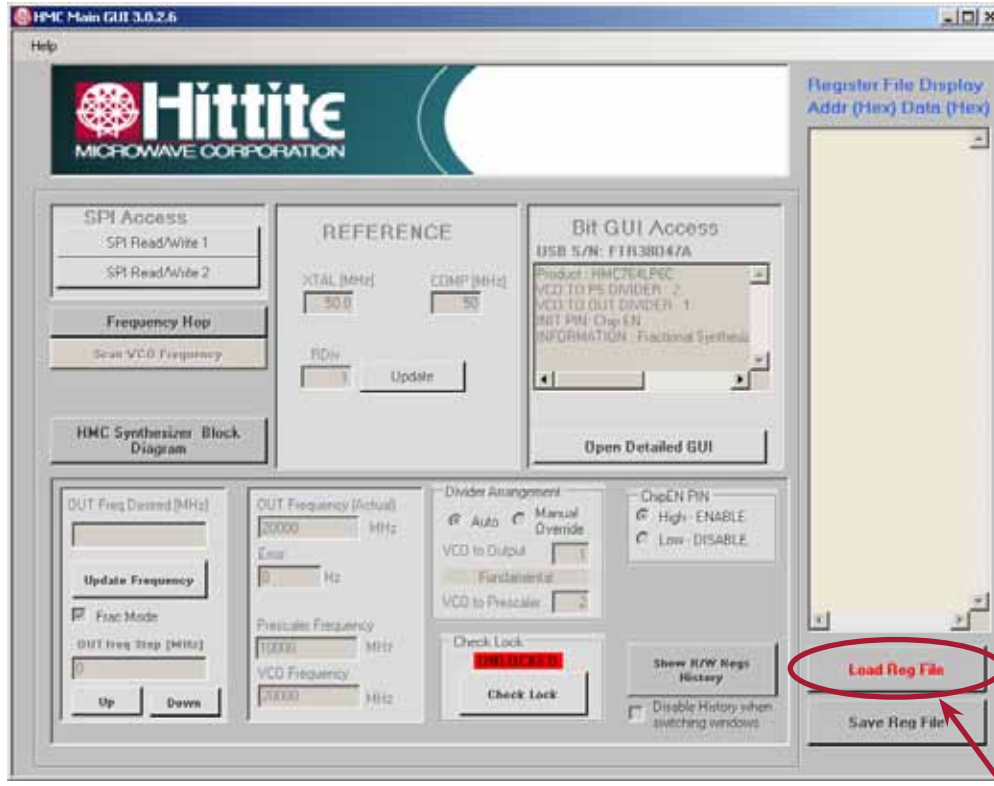 HMC Main GUI 3.0.2.6
Help
Hittite
MICROWAVE CORPORATION
Register File Display
Addr (Hex) Data (Hex)
SPI Access
SPI Read/Write 1
SPI Read/Write 2
Frequency Hop
Scan VCO Frequency
HMC Synthesizer Block
Diagram
REFERENCE
XTAL [MHz]
COMP [MHz]
50.0
50
RDiv
1
Update
Bit GUI Access
USB S/N: FTR38047A
Product : HMC764LP6C
VCO TO PS DIVIDER : 2
VCO TO OUT DIVIDER : 1
INIT PIN: Chip EN
INFORMATION : Fractional Synthesiz
Open Detailed GUI
OUT Freq Desired [MHz]
Update Frequency
Frac Mode
OUT freq Step [MHz]
0
Up
Down
OUT Frequency (Actual)
20000 MHz
Error
0 Hz
Prescaler Frequency
10000 MHz
VCO Frequency
20000 MHz
Divider Arrangement
Auto
Manual
Override
VCO to Output 1
Fundamental
VCO to Prescaler 2
Check Lock
UNLOCKED
Check Lock
ChipEN PIN
High - ENABLE
Low - DISABLE
Show R/W Regs
History
Disable History when
switching windows
Load Reg File
Save Reg File